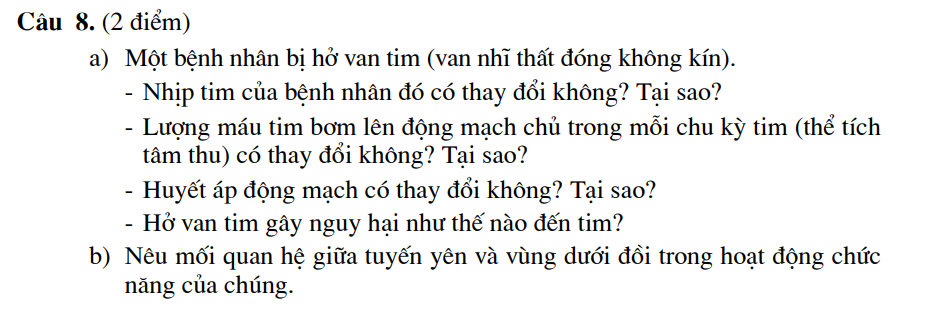 Câu 8. (2 điểm)
a) Một bệnh nhân bị hở van tim (van nhĩ thất đóng không kín).
- Nhịp tim của bệnh nhân đó có thay đổi không? Tại sao?
- Lượng máu tim bơm lên động mạch chủ trong mỗi chu kỳ tim (thể tích
tâm thu) có thay đổi không? Tại sao?
- Huyết áp động mạch có thay đổi không? Tại sao?
- Hở van tim gây nguy hại như thế nào đến tim?
b) Nêu mối quan hệ giữa tuyến yên và vùng dưới đồi trong hoạt động chức
năng của chúng.